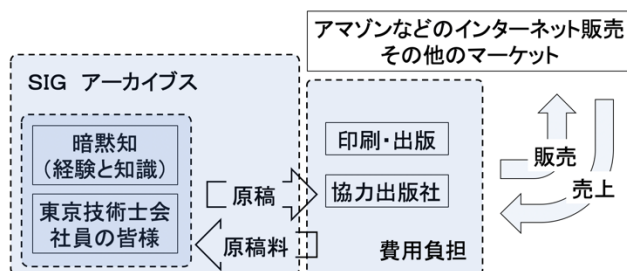 アマゾンなどのインターネット販売
その他のマーケット
SIG アーカイブス
暗黙知
(経験と知識)
東京技術士会
社員の皆様
原稿
原稿料
印刷・出版
協力出版社
費用負担
販売
売上